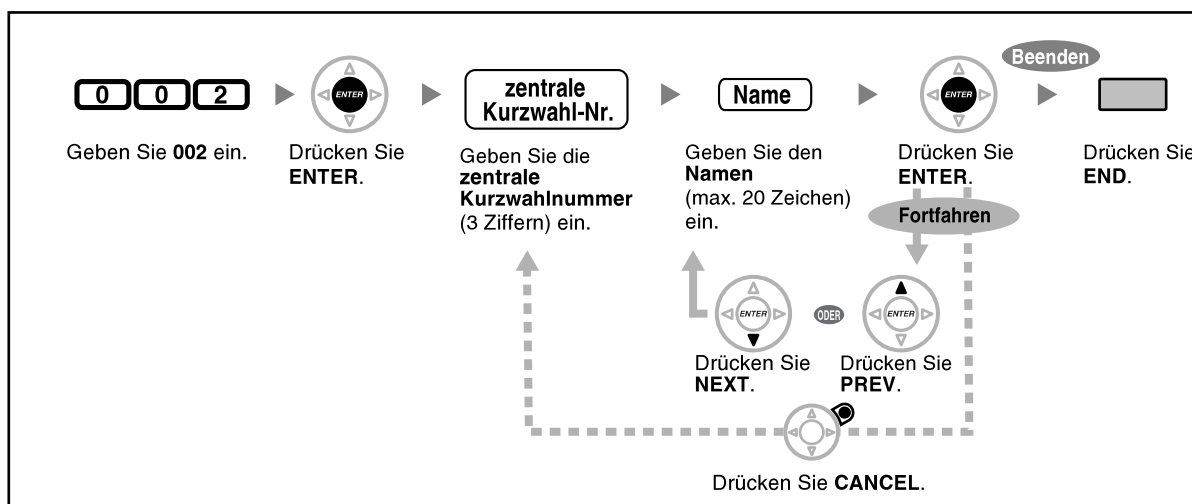 Beenden
0 0 2
ENTER
zentrale
Kurzwahl-Nr.
Name
ENTER
Geben Sie 002 ein.
Drücken Sie
ENTER.
Geben Sie die
zentrale
Kurzwahlnummer
(3 Ziffern) ein.
Geben Sie den
Namen
(max. 20 Zeichen)
ein.
Drücken Sie
ENTER.
Drücken Sie
END.
Fortfahren
ENTER
ODER
ENTER
Drücken Sie
NEXT.
Drücken Sie
PREV.
Drücken Sie CANCEL.